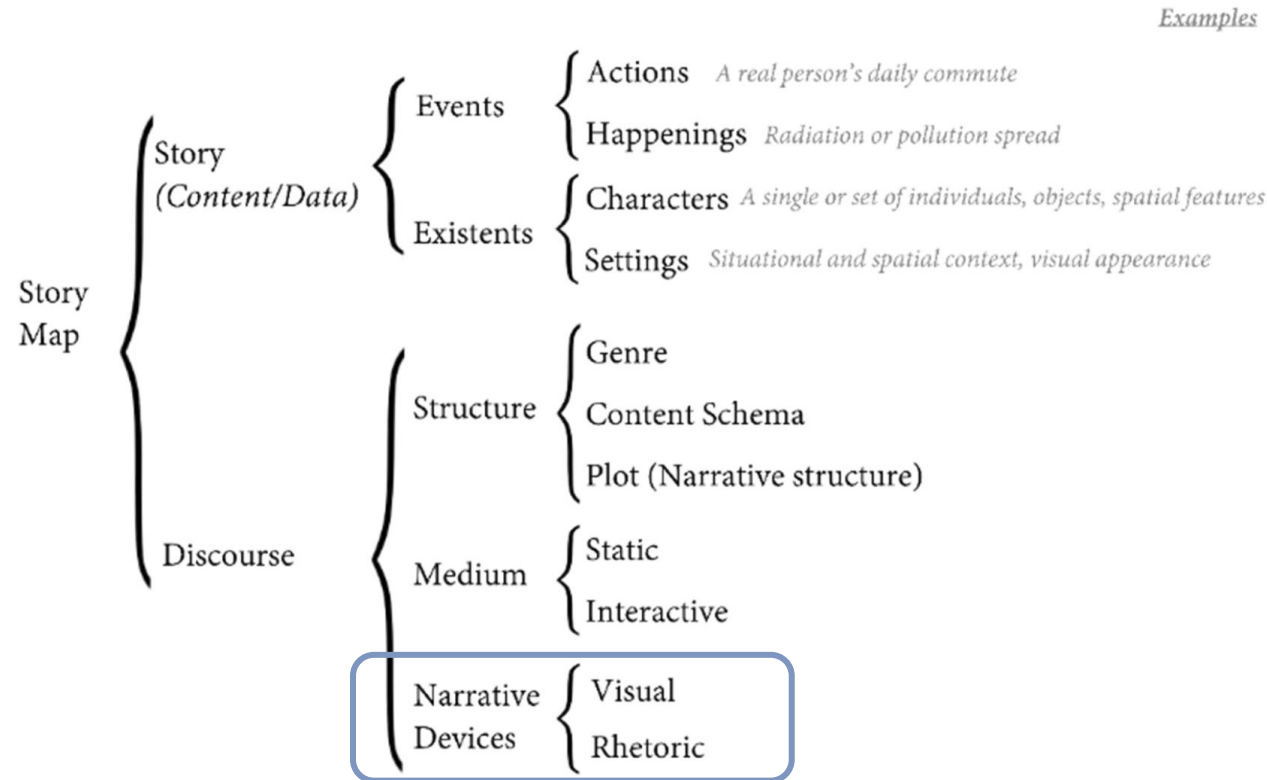 Examples
Actions A real person's daily commute
Events
Happenings Radiation or pollution spread
Story
(Content/Data)
Characters A single or set of individuals, objects, spatial features
Existents
Settings Situational and spatial context, visual appearance
Story
Map
Genre
Structure
Content Schema
Plot (Narrative structure)
Discourse
Static
Medium
Interactive
Narrative
Devices
Visual
Rhetoric